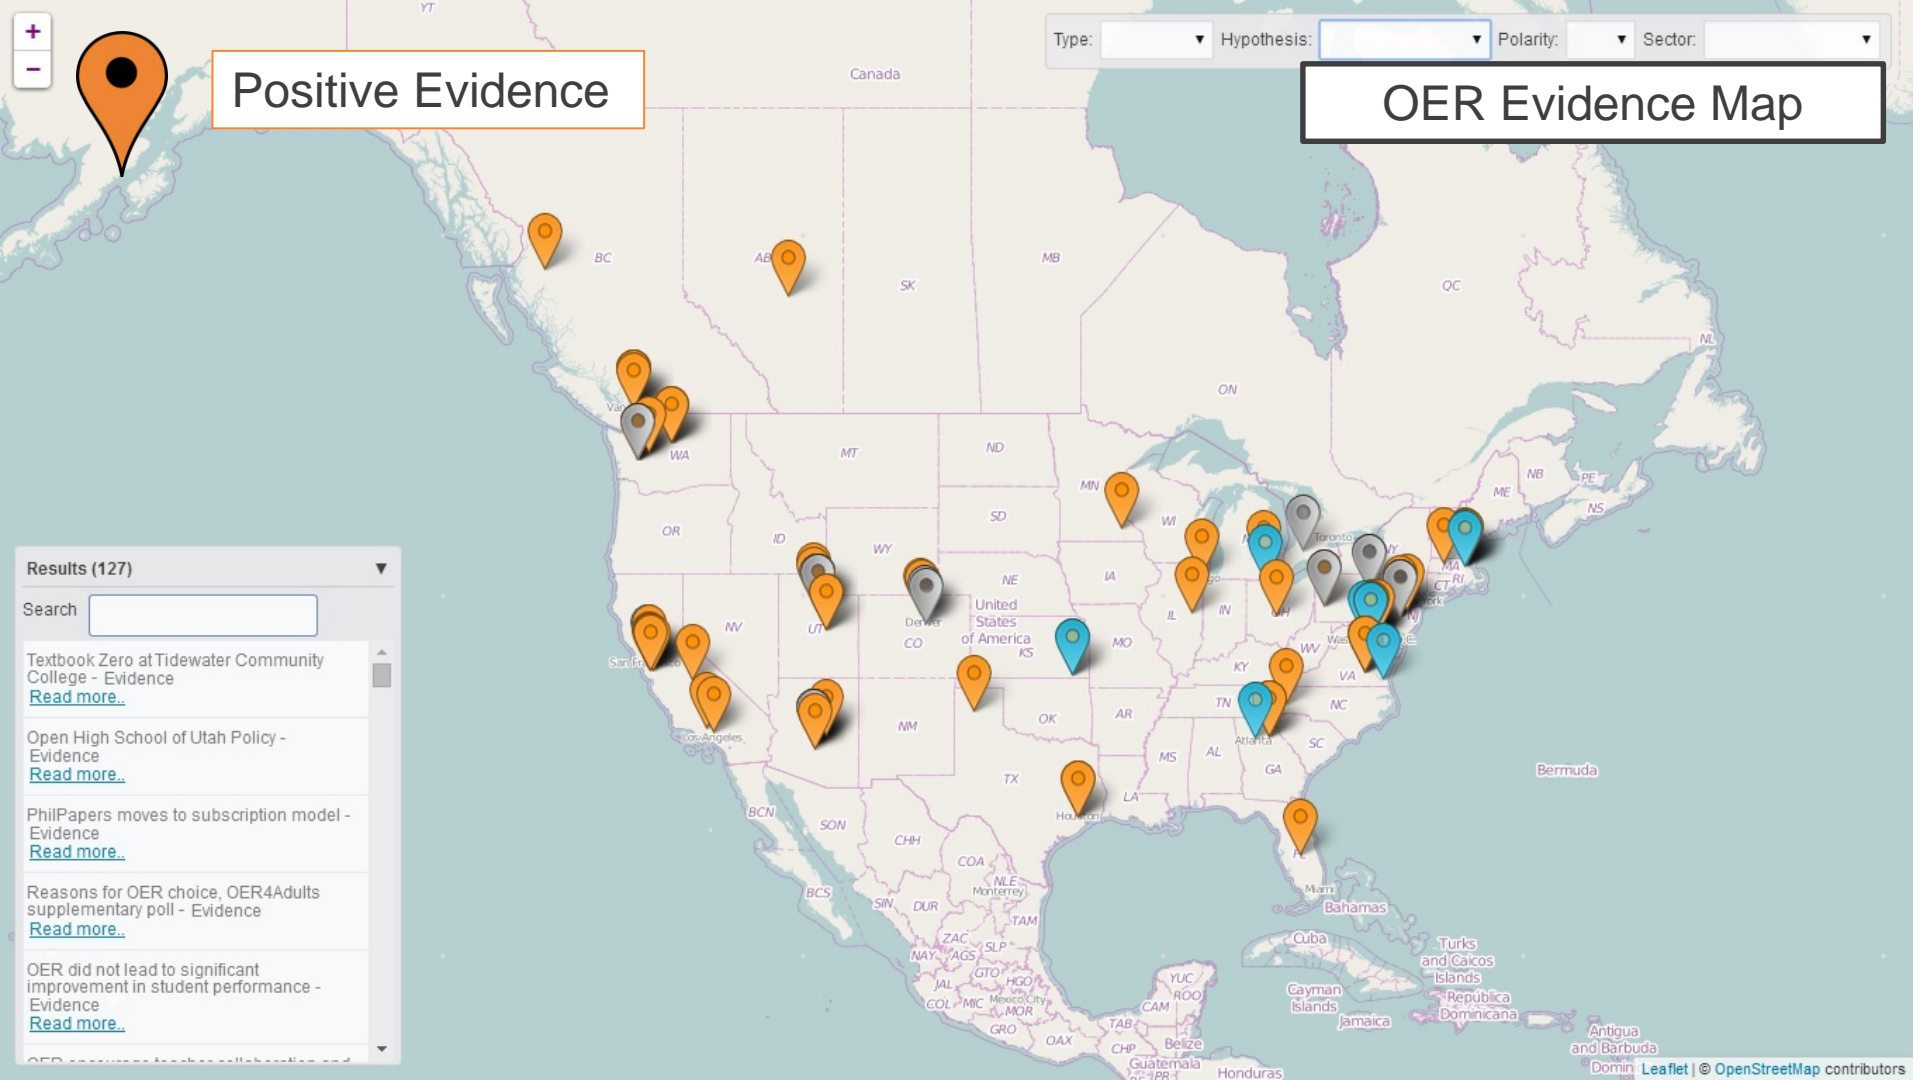 +
−
Positive Evidence
Type:
Hypothesis:
Polarity:
Sector:
OER Evidence Map
YT
Canada
BC
AB
SK
MB
ON
QC
NL
NB
PE
NS
ME
WA
MT
ND
MN
OR
ID
WY
SD
WI
Toronto
NY
MA
CT
RI
NE
IA
United
States
of America
IL
IN
OH
NJ
NV
UT
Denver
CO
KS
MO
KY
WV
VA
Los Angeles
NM
OK
AR
TN
NC
Atlanta
SC
MS
AL
GA
TX
LA
Houston
FL
Bermuda
BCN
SON
CHH
COA
NLE
Monterrey
BCS
SIN
DUR
TAM
Miami
Bahamas
ZAC
SLP
NAY
AGS
GTO
HGO
JAL
COL
MIC
Mexico City
MOR
GRO
OAX
YUC
ROO
CAM
TAB
CHP
Belize
Guatemala
Honduras
PR
Cuba
Cayman
Islands
Jamaica
Turks
and Caicos
Islands
República
Dominicana
Antigua
and Barbuda
Results (127)
Search
Textbook Zero at Tidewater Community
College - Evidence
Read more..
Open High School of Utah Policy -
Evidence
Read more..
PhilPapers moves to subscription model -
Evidence
Read more..
Reasons for OER choice, OER4Adults
supplementary poll - Evidence
Read more..
OER did not lead to significant
improvement in student performance -
Evidence
Read more..
Leaflet | © OpenStreetMap contributors